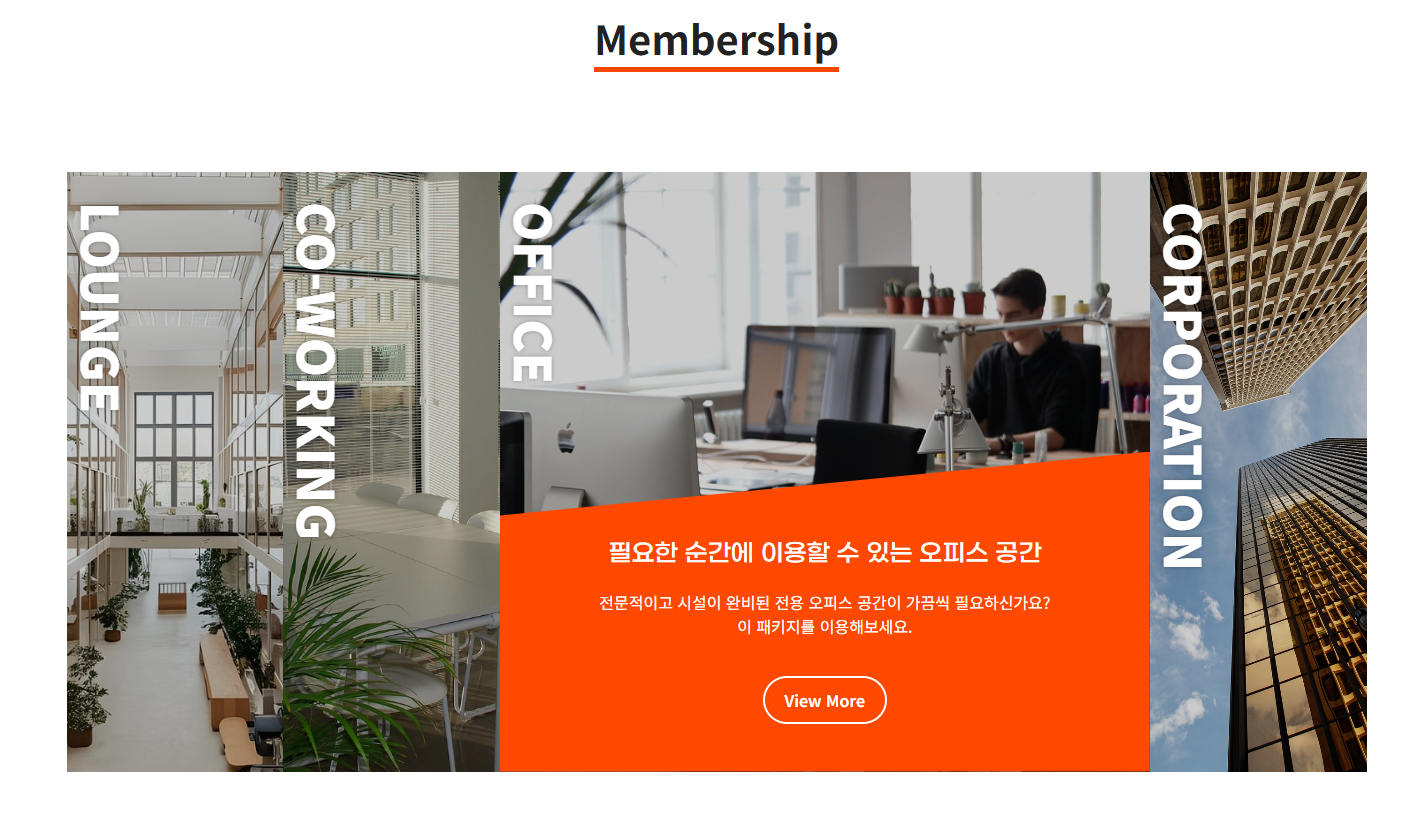 Membership
LOUNGE
CO-WORKING
OFFICE
필요한 순간에 이용할 수 있는 오피스 공간
전문적이고 시설이 완비된 전용 오피스 공간이 가끔씩 필요하신가요?
이 패키지를 이용해보세요.
View More
CORPORATION